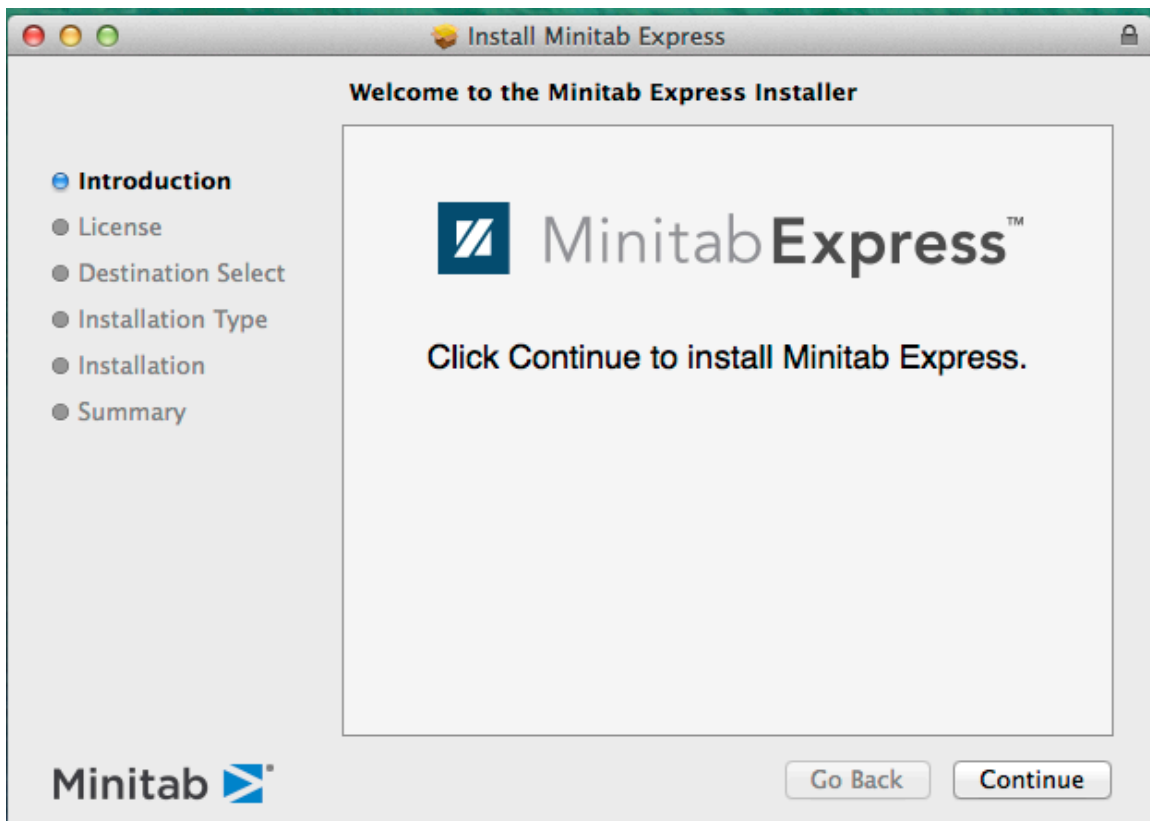 Install Minitab Express
Welcome to the Minitab Express Installer
Introduction
License
Destination Select
Installation Type
Installation
Summary
MinitabExpress™
Click Continue to install Minitab Express.
Minitab
Go Back
Continue